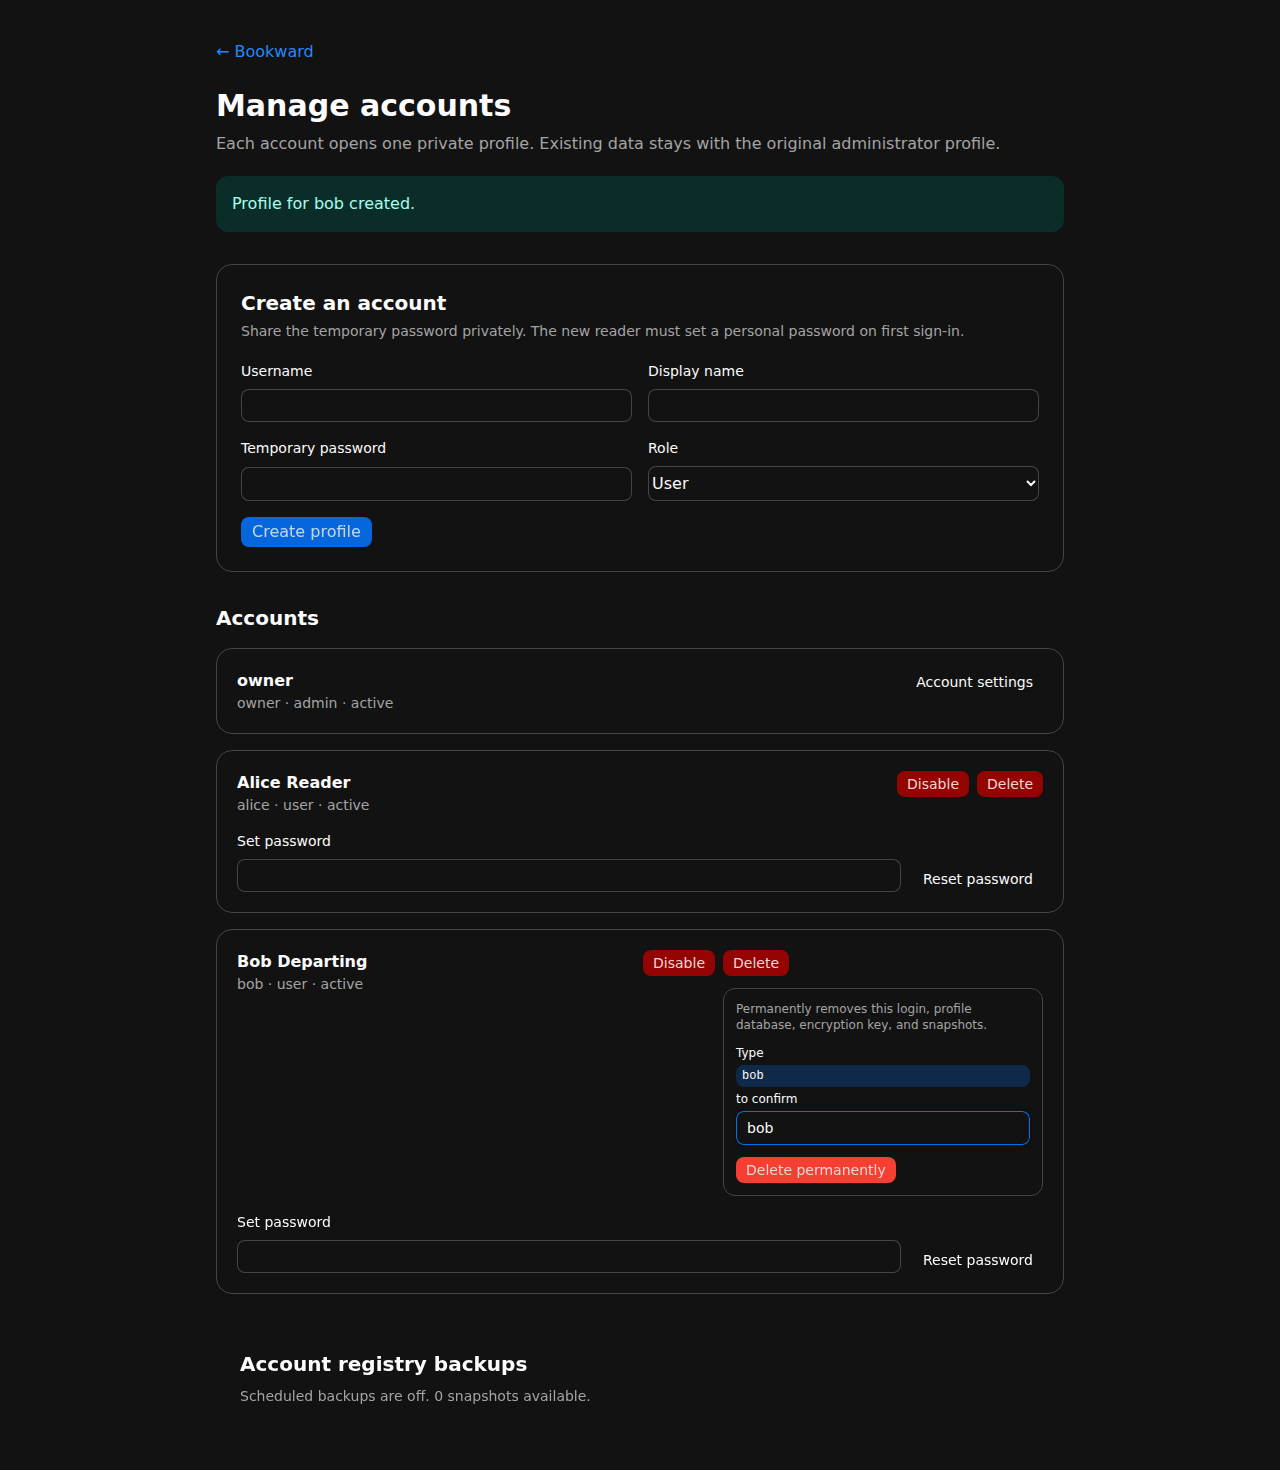 ← Bookward
Manage accounts
Each account opens one private profile. Existing data stays with the original administrator profile.
Profile for bob created.
Create an account
Share the temporary password privately. The new reader must set a personal password on first sign-in.
Username
Display name
Temporary password
Role
User
Create profile
Accounts
owner
owner · admin · active
Account settings
Alice Reader
alice · user · active
Disable
Delete
Set password
Reset password
Bob Departing
bob · user · active
Disable
Delete
Permanently removes this login, profile
database, encryption key, and snapshots.
Type
bob
to confirm
bob
Delete permanently
Set password
Reset password
Account registry backups
Scheduled backups are off. 0 snapshots available.